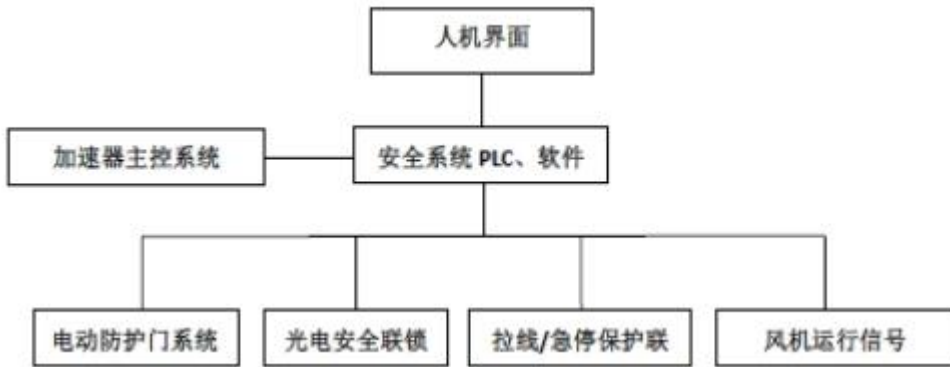 人机界面
加速器主控系统
安全系统 PLC、软件
电动防护门系统
光电安全联锁
拉线/急停保护联
风机运行信号